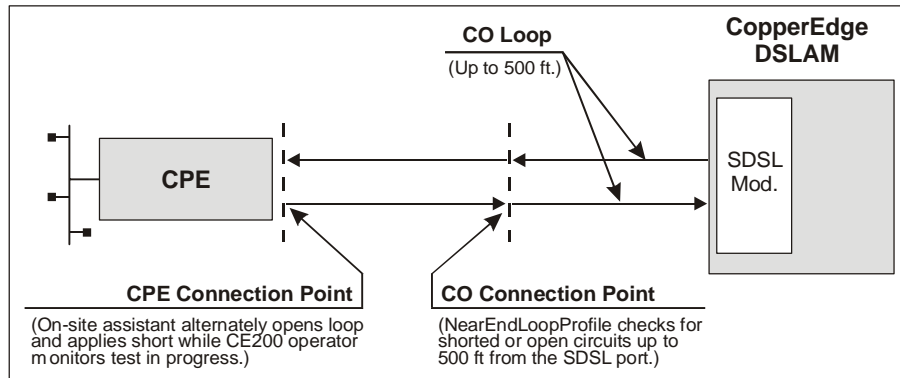 CO Loop
(Up to 500 ft.)
CopperEdge
DSLAM
CPE
SDSL
Mod.
CPE Connection Point
(On-site assistant alternately opens loop
and applies short while CE200 operator
monitors test in progress.)
CO Connection Point
(NearEndLoopProfile checks for
shorted or open circuits up to
500 ft from the SDSL port.)